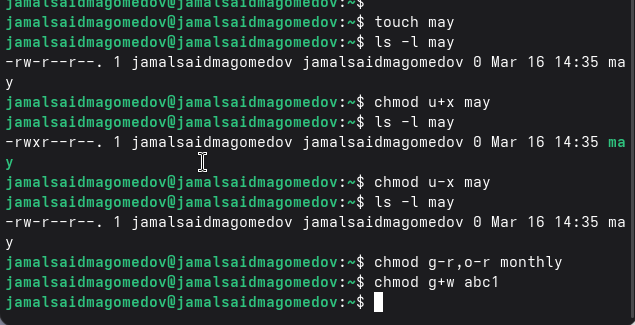 jamalsaidmagomedov@jamalsaidmagomedov:~$
jamalsaidmagomedov@jamalsaidmagomedov:~$ touch may
jamalsaidmagomedov@jamalsaidmagomedov:~$ ls -l may
-rw-r--r--. 1 jamalsaidmagomedov jamalsaidmagomedov 0 Mar 16 14:35 ma
y
jamalsaidmagomedov@jamalsaidmagomedov:~$ chmod u+x may
jamalsaidmagomedov@jamalsaidmagomedov:~$ ls -l may
-rwxr--r--. 1 jamalsaidmagomedov jamalsaidmagomedov 0 Mar 16 14:35 ma
y
jamalsaidmagomedov@jamalsaidmagomedov:~$ chmod u-x may
jamalsaidmagomedov@jamalsaidmagomedov:~$ ls -l may
-rw-r--r--. 1 jamalsaidmagomedov jamalsaidmagomedov 0 Mar 16 14:35 ma
y
jamalsaidmagomedov@jamalsaidmagomedov:~$ chmod g-r,o-r monthly
jamalsaidmagomedov@jamalsaidmagomedov:~$ chmod g+w abc1
jamalsaidmagomedov@jamalsaidmagomedov:~$